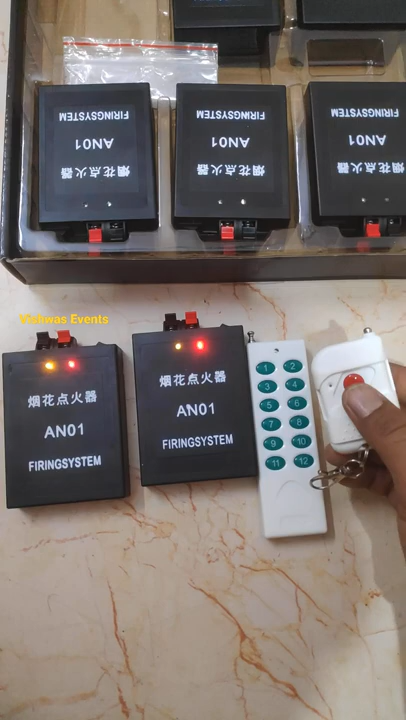 FIRINGSYSTEM
AN01
烟花点火器
FIRINGSYSTEM
AN01
烟花点火器
FIRINGSYSTEM
AN01
烟花点火器
Vishwas Events
烟花点火器
AN01
FIRINGSYSTEM
烟花点火器
AN01
FIRINGSYSTEM
1 2
3 4
5 6
7 8
9 10
11 12